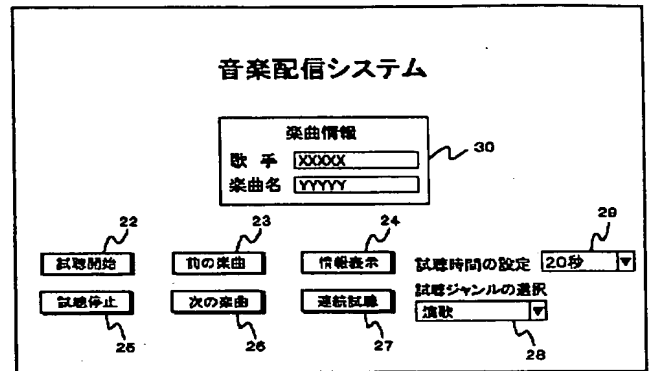 音楽配信システム
楽曲情報
歌手 XXXXX
楽曲名 YYYYY
30
22
23
24
29
試聴開始
前の楽曲
情報表示
試聴時間の設定 20秒
試聴停止
次の楽曲
連続試聴
試聴ジャンルの選択
演歌
25
26
27
28